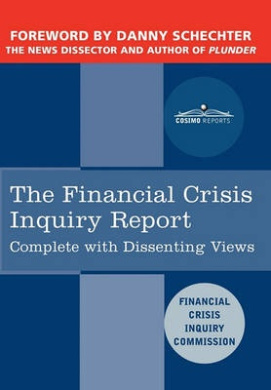 FOREWORD BY DANNY SCHECHTER
THE NEWS DISSECTOR AND AUTHOR OF PLUNDER
COSIMO REPORTS
The Financial Crisis
Inquiry Report
Complete with Dissenting Views
FINANCIAL
CRISIS
INQUIRY
COMMISSION